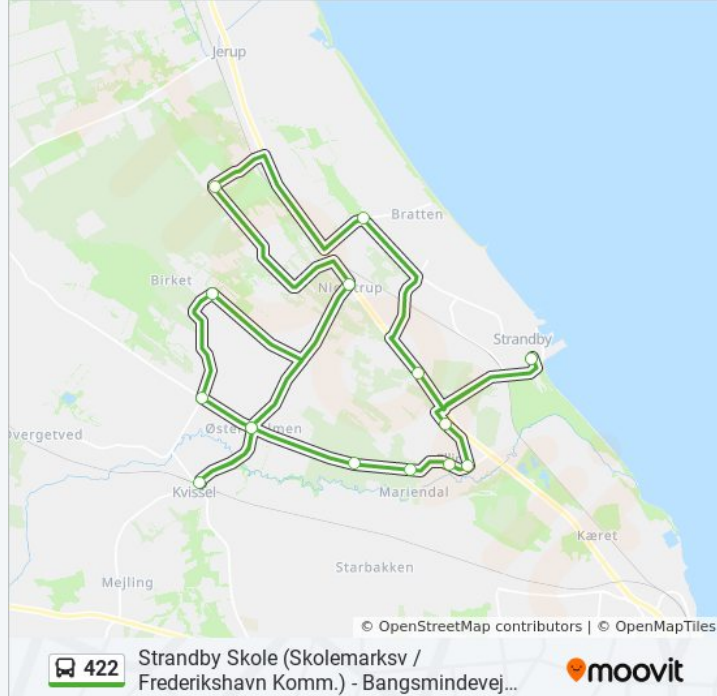 Jerup
Bratten
Birket
Strandby
Overgetved
Kvissel
Mariendal
Kæret
Starbakken
Mejling
© OpenStreetMap contributors | © OpenMapTiles
422
Strandby Skole (Skolemarksv /
Frederikshavn Komm.) - Bangsmindevej...
moovit